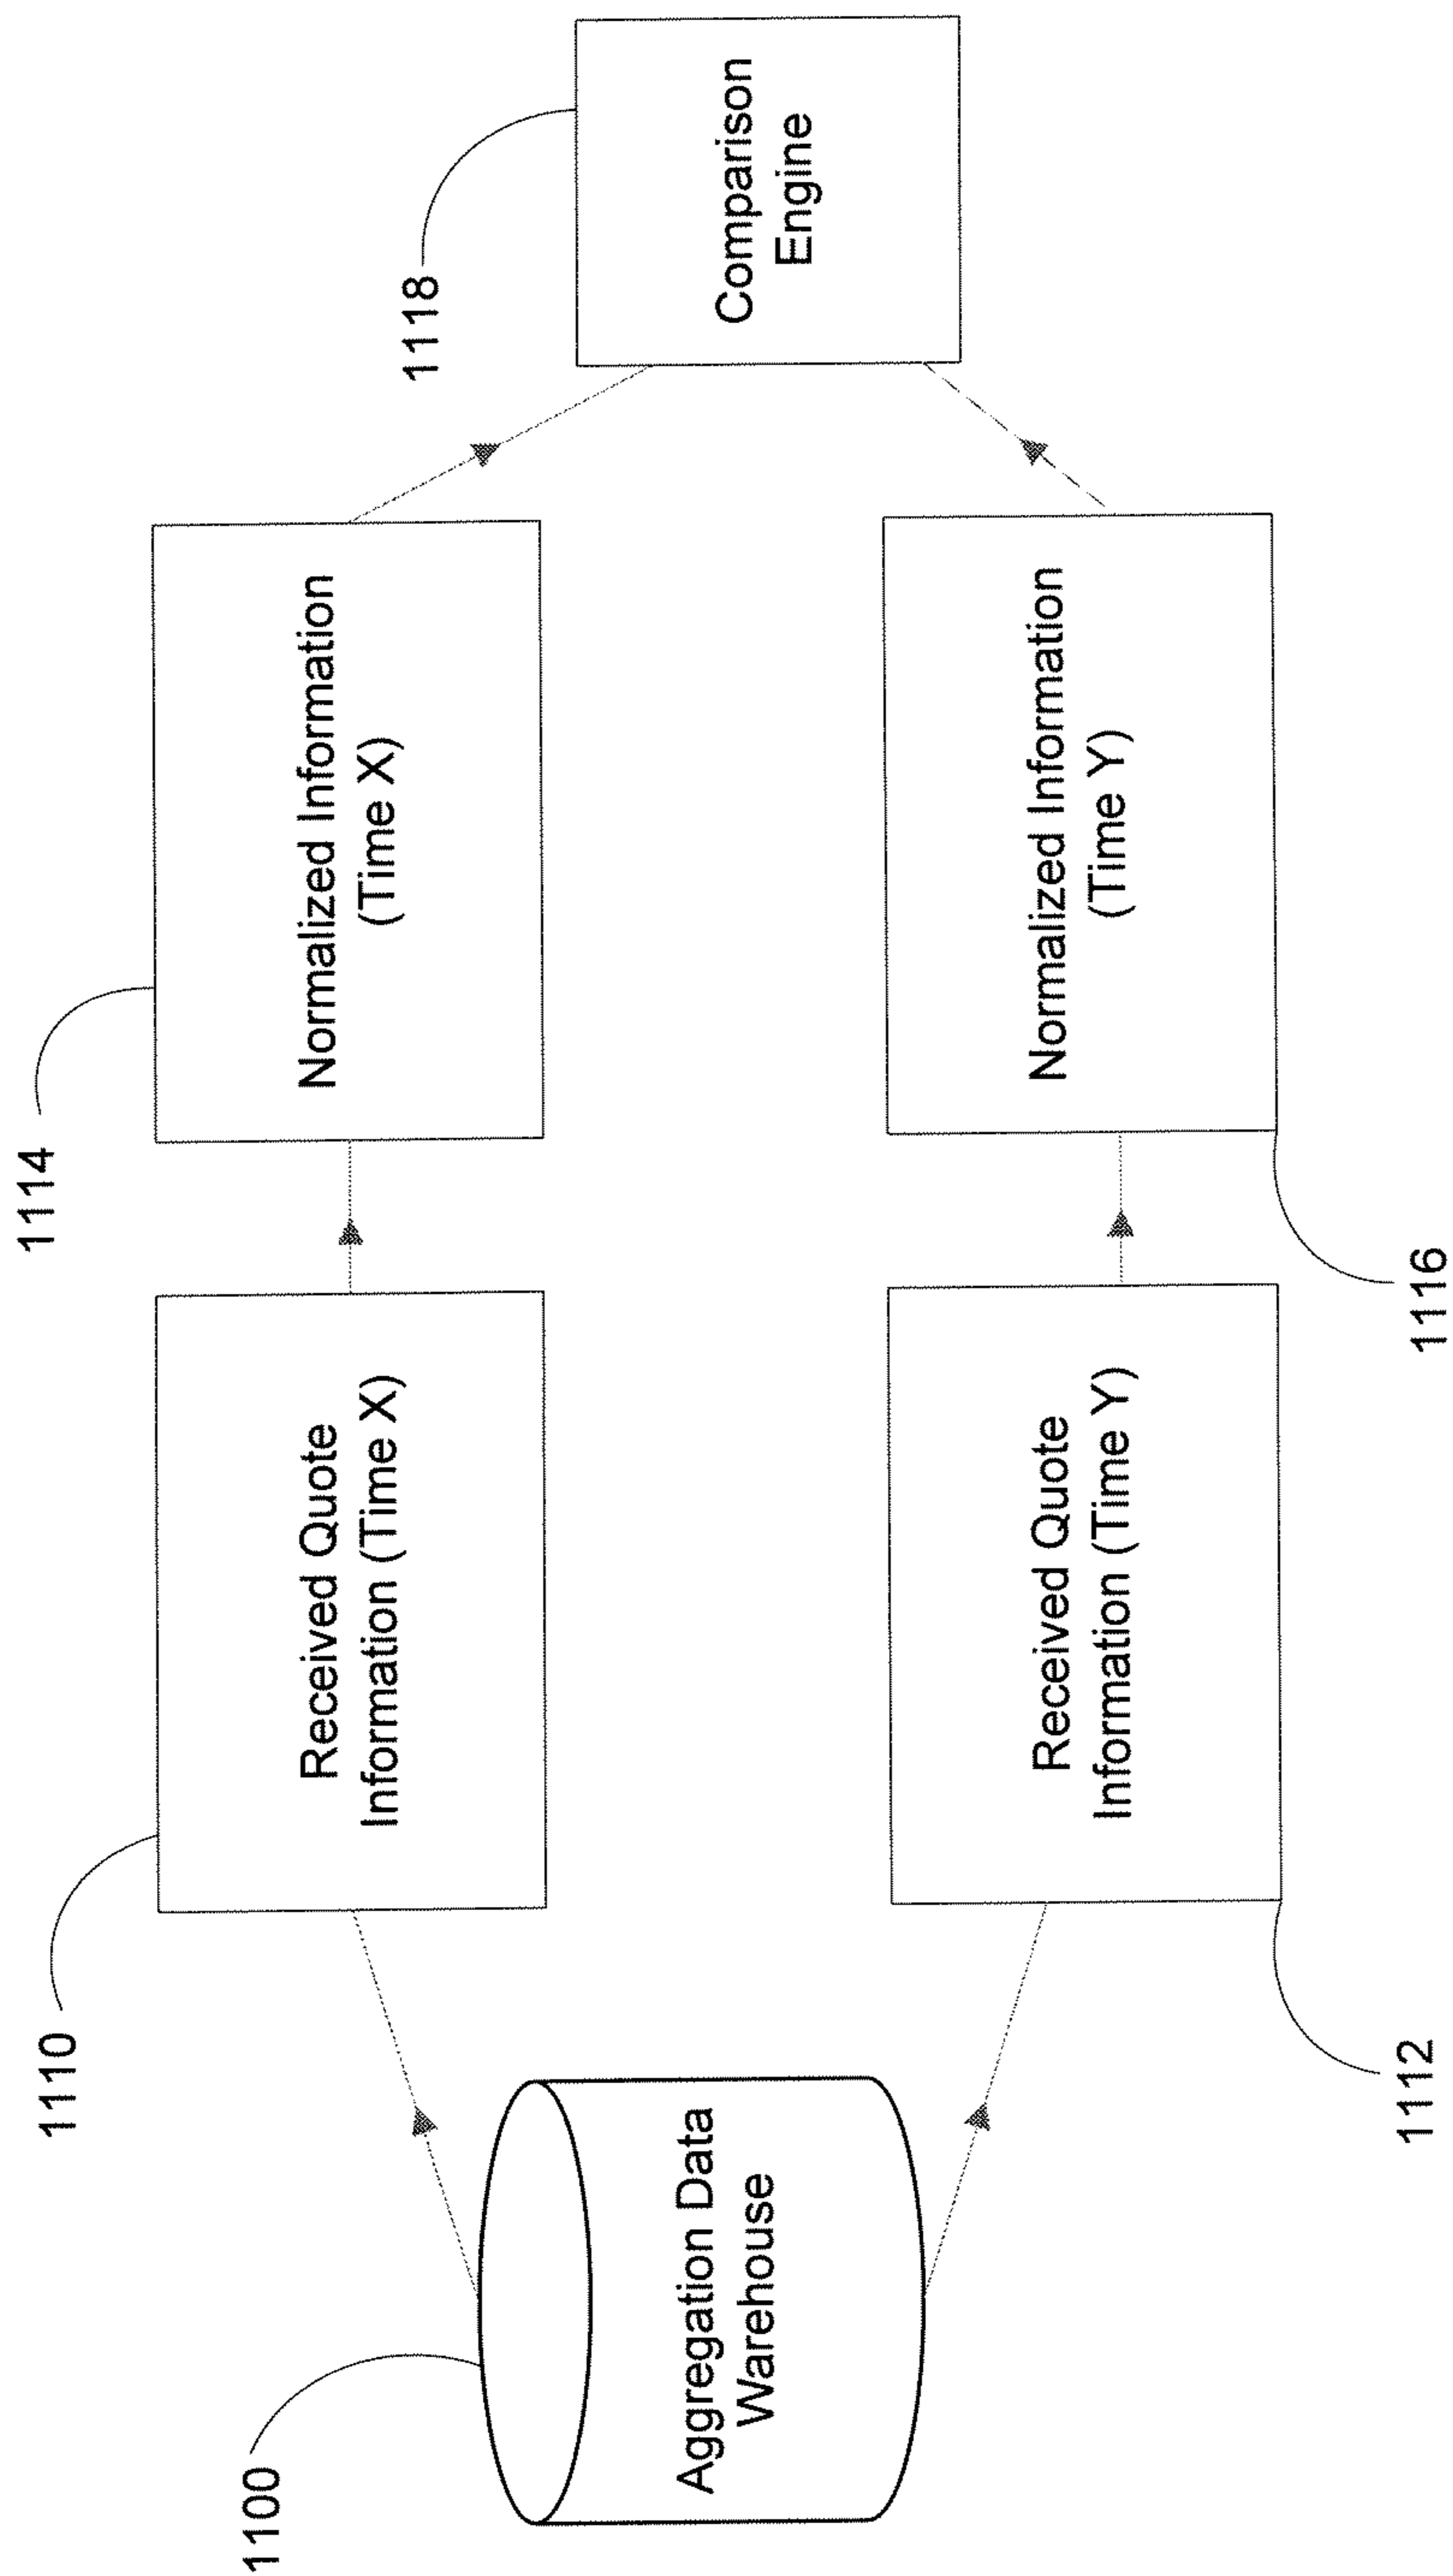 1100
Aggregation Data
Warehouse
1110
Received Quote
Information (Time X)
1114
Normalized Information
(Time X)
1112
Received Quote
Information (Time Y)
1116
Normalized Information
(Time Y)
1118
Comparison
Engine